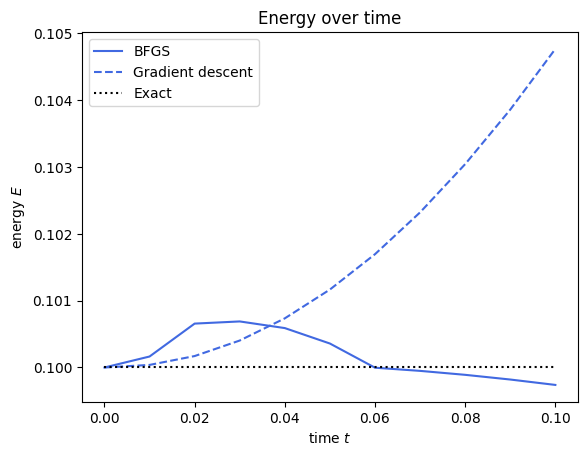 Energy over time
BFGS
Gradient descent
Exact
energy E
0.105
0.104
0.103
0.102
0.101
0.100
0.00 0.02 0.04 0.06 0.08 0.10
time t